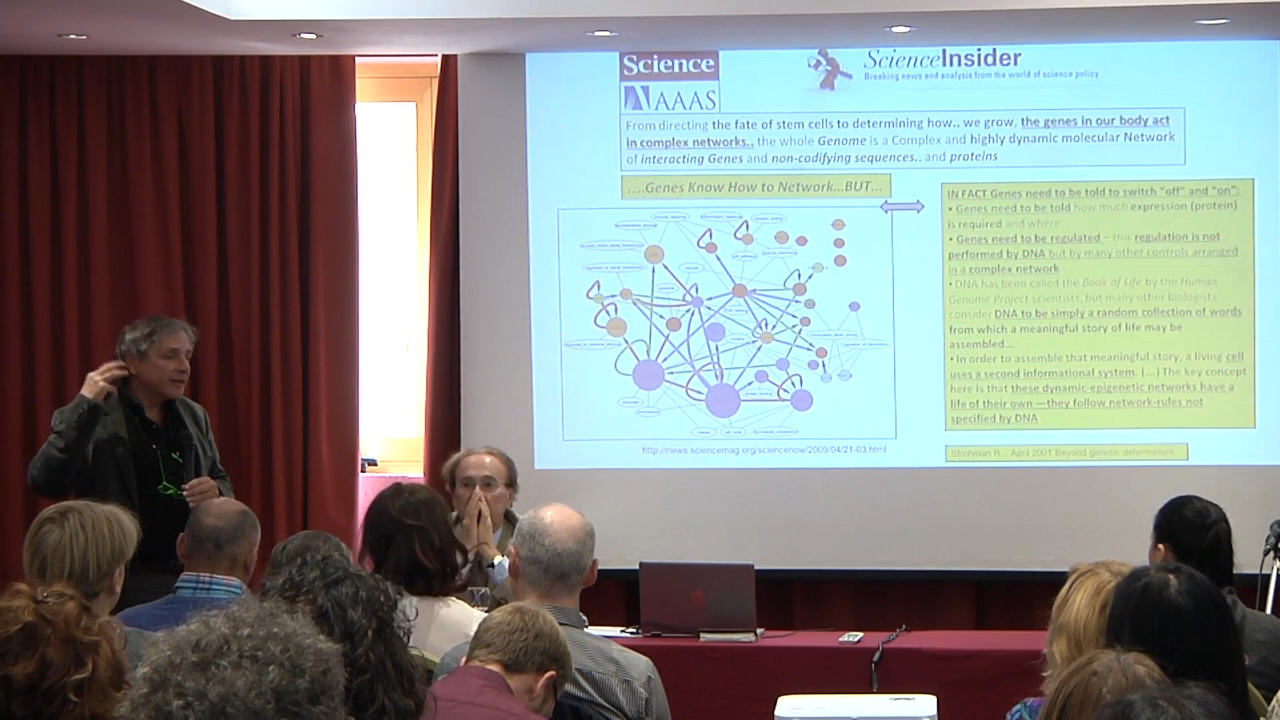 Science
AAAS
ScienceInsider
Breaking news and analysis from the world of science policy
From directing the fate of stem cells to determining how.. we grow, the genes in our body act
in complex networks., the whole Genome is a Complex and highly dynamic molecular Network
of interacting Genes and non-codifying sequences.. and proteins
....Genes Know How to Network...BUT...
IN FACT Genes need to be told to switch "off" and "on":
• Genes need to be told how much expression (protein)
is required and where
• Genes need to be regulated – this regulation is not
performed by DNA but by many other controls arranged
in a complex network
• DNA has been called the Book of Life by the Human
Genome Project scientists, but many other biologists
consider DNA to be simply a random collection of words
from which a meaningful story of life may be
assembled...
• In order to assemble that meaningful story, a living cell
uses a second informational system. (...) The key concept
here is that these dynamic-epigenetic networks have a
life of their own —they follow network-rules not
specified by DNA
http://news.sciencemag.org/sciencenow/2009/04/21-03.html
Strohman R., April 2001 Beyond genetic determinism